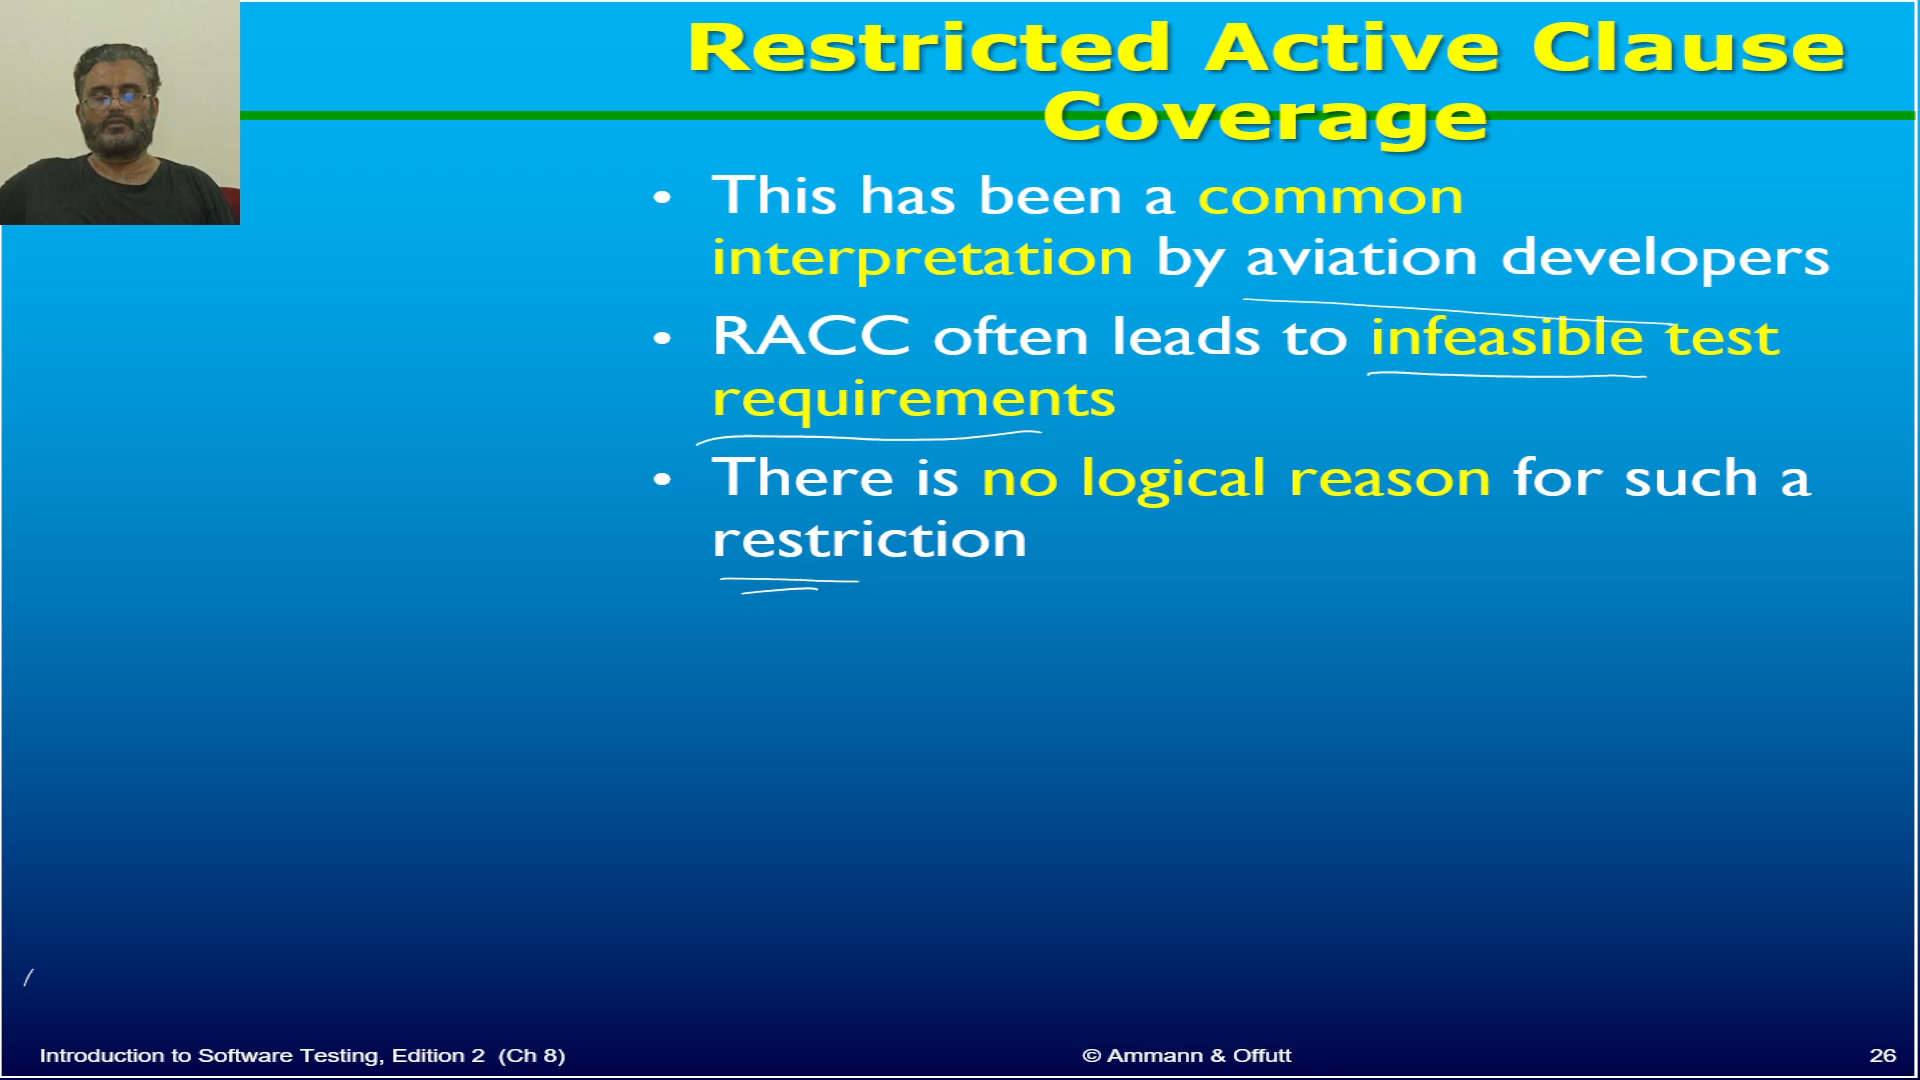 Restricted Active Clause
Coverage
• This has been a common
interpretation by aviation developers
• RACC often leads to infeasible test
requirements
• There is no logical reason for such a
restriction
Introduction to Software Testing, Edition 2 (Ch 8)
© Ammann & Offutt
26